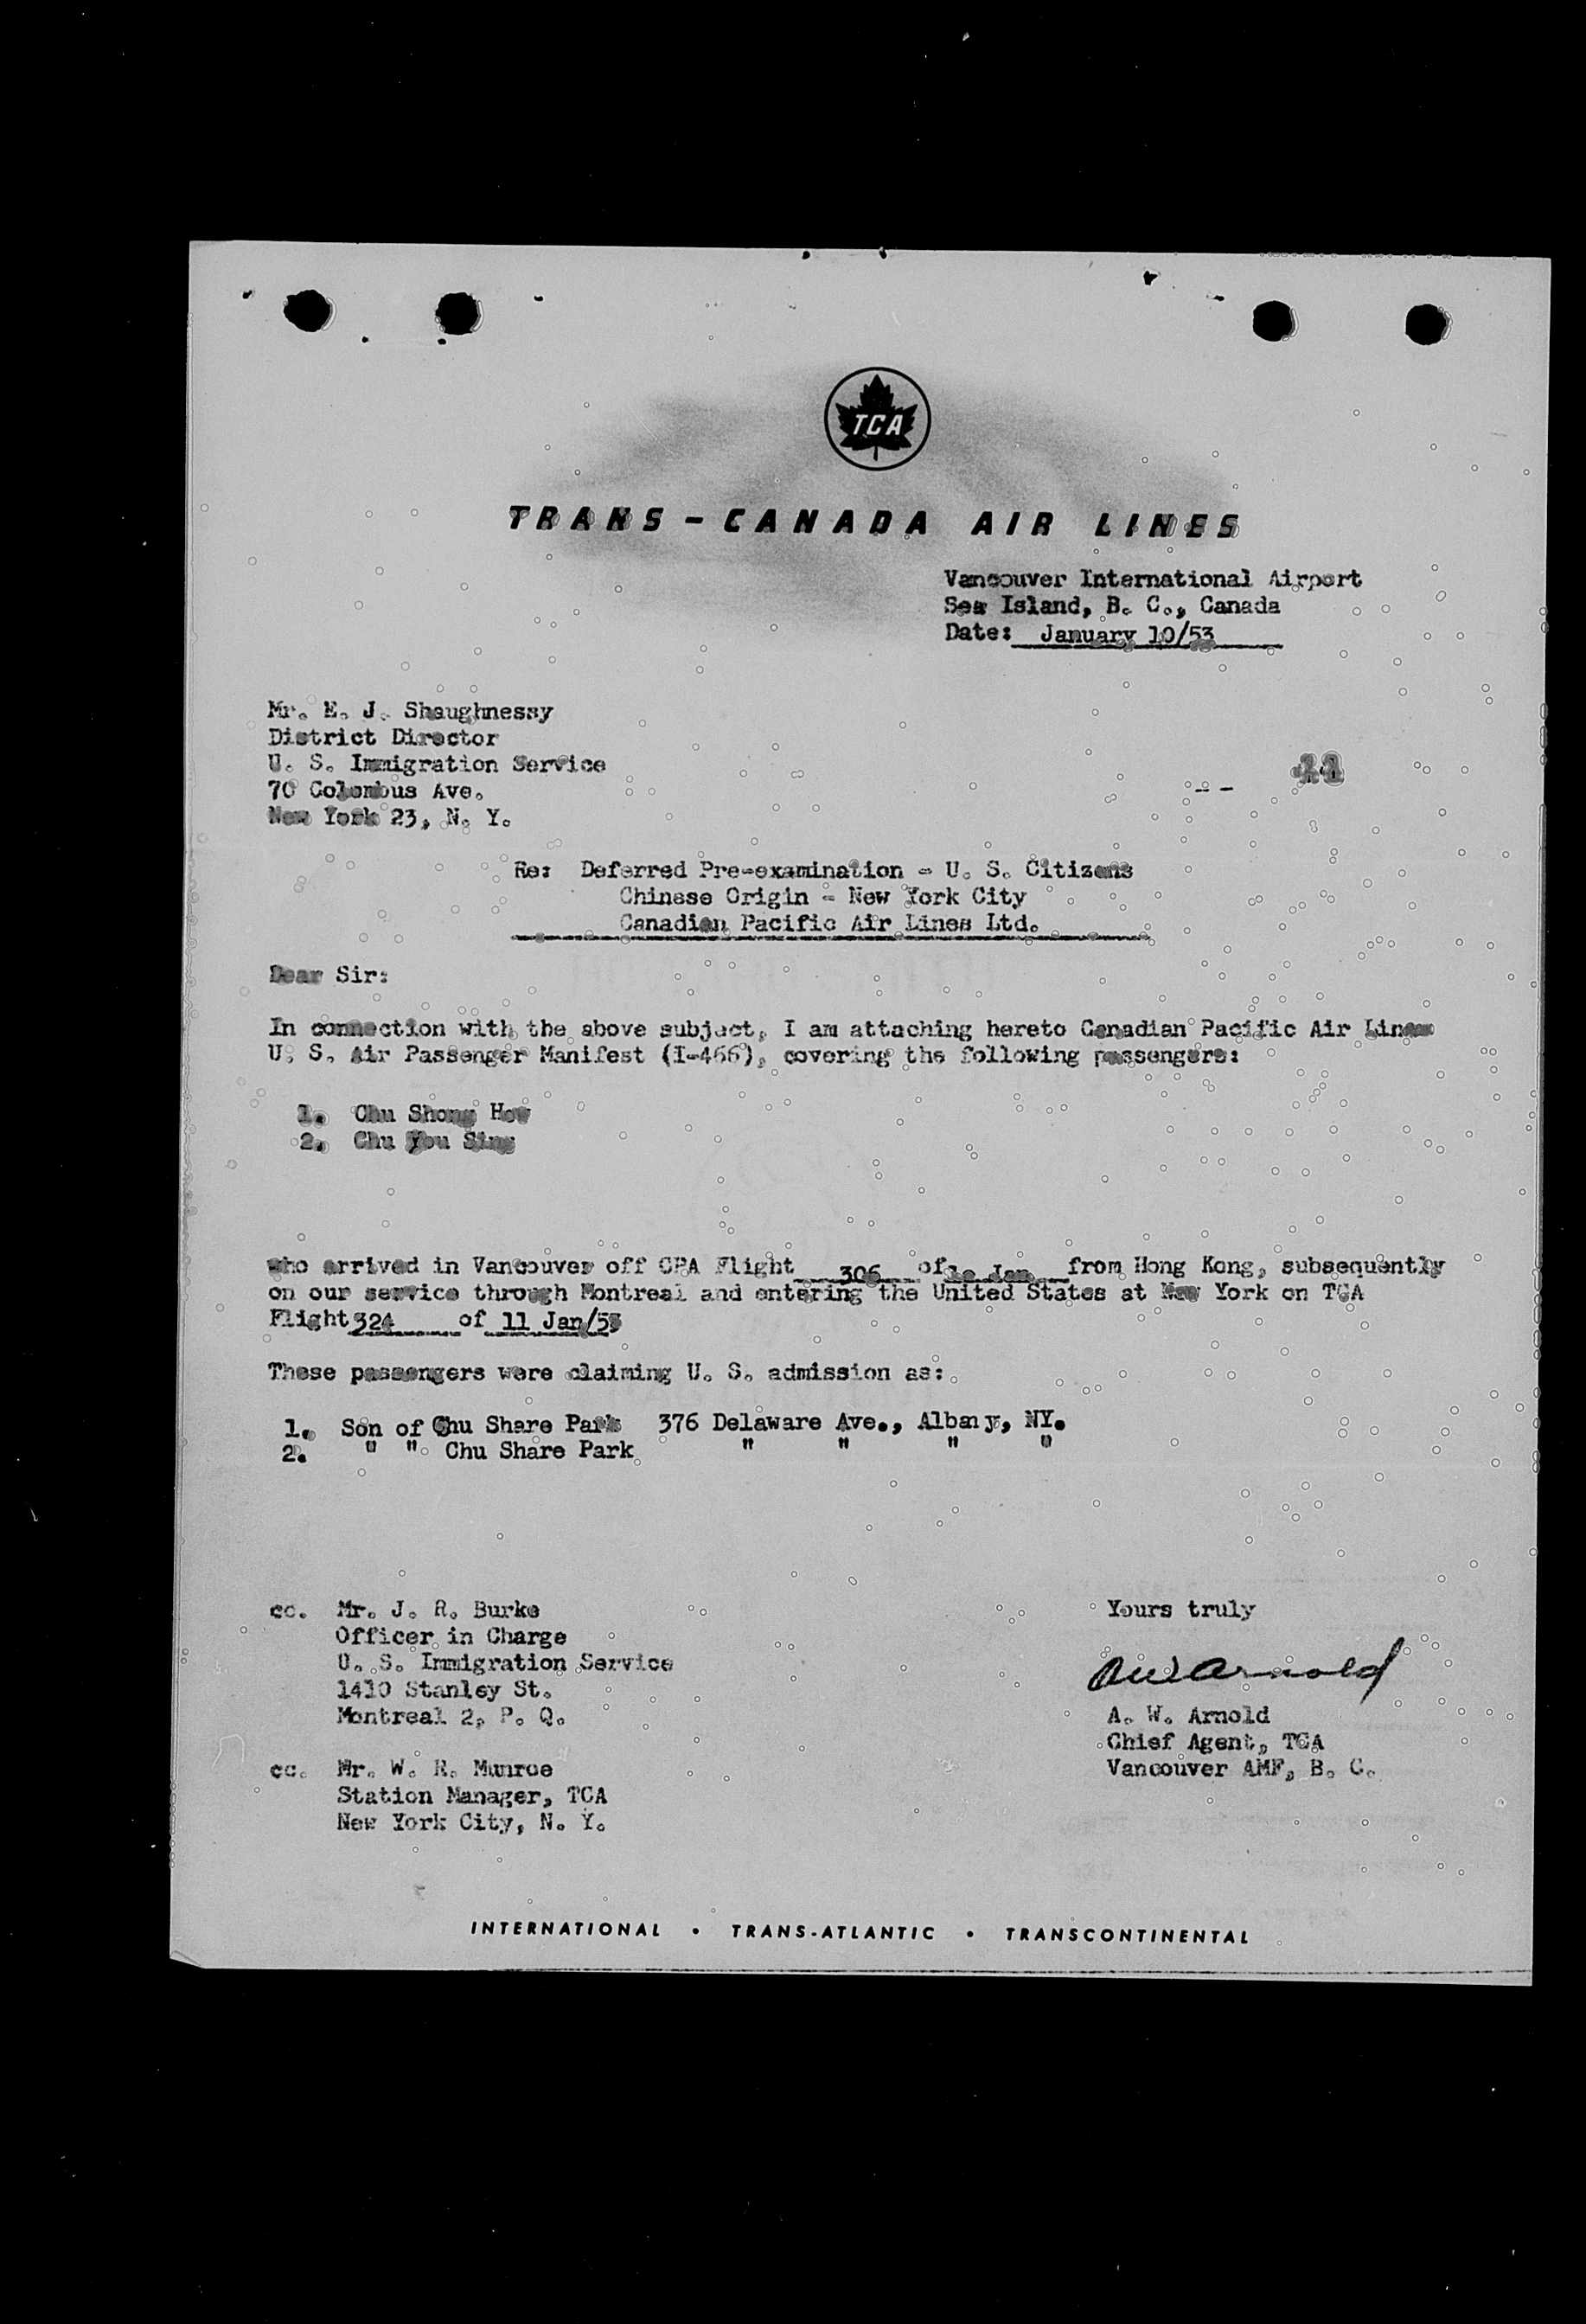 TCA
TRANS-CANADA AIR LINES
Vancouver International Airport
Sea Island, B. C., Canada
Date: January 10/53
Mr. E. J. Shaughnessy
District Director
U. S. Immigration Service
70 Columbus Ave.
New York 23, N. Y.
Re: Deferred Pre-examination - U. S. Citizens
Chinese Origin - New York City
Canadian Pacific Air Lines Ltd.
Dear Sir:
In connection with the above subject, I am attaching hereto Canadian Pacific Air Lines
U. S. Air Passenger Manifest (I-466), covering the following passengers:
1. Chu Shong How
2. Chu You Sing
who arrived in Vancouver off CPA Flight 306 of Jan from Hong Kong, subsequently
on our service through Montreal and entering the United States at New York on TCA
Flight 324 of 11 Jan/53
These passengers were claiming U. S. admission as:
1. Son of Chu Share Park 376 Delaware Ave., Albany, NY.
2. " " Chu Share Park " " " "
cc. Mr. J. R. Burke
Officer in Charge
U. S. Immigration Service
1410 Stanley St.
Montreal 2, P. Q.
cc. Mr. W. R. Munroe
Station Manager, TCA
New York City, N. Y.
Yours truly
AW Arnold
A. W. Arnold
Chief Agent, TCA
Vancouver AMF, B. C.
INTERNATIONAL • TRANS-ATLANTIC • TRANSCONTINENTAL